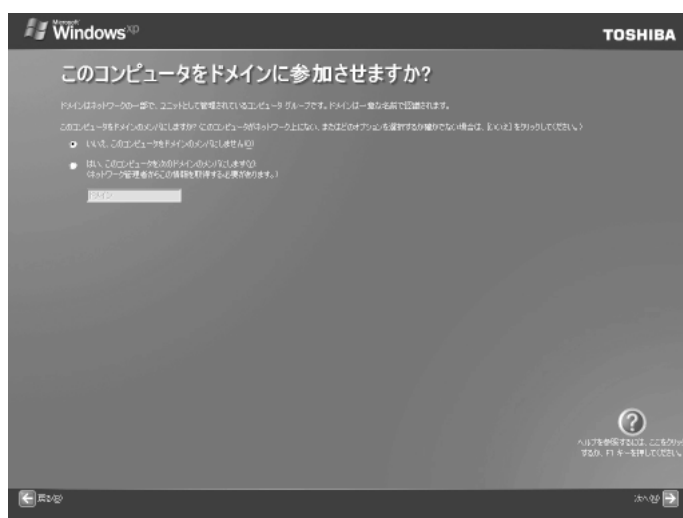 Microsoft
Windows xp
TOSHIBA
このコンピュータをドメインに参加させますか?
ドメインはネットワークの一部で、ユニットとして管理されているコンピュータ グループです。ドメインは一意な名前で認識されます。
このコンピュータをドメインのメンバにしますか? (このコンピュータがネットワーク上にない、またはどのオプションを選択するか確かでない場合は、[いいえ] をクリックしてください。)
いいえ、このコンピュータをドメインのメンバにしません(O)
はい、このコンピュータを次のドメインのメンバにします(Y)
(ネットワーク管理者からこの情報を取得する必要があります。)
ドメイン
ヘルプを参照するには、ここをクリック
するか、F1 キーを押してください。
戻る(B)
次へ(N)